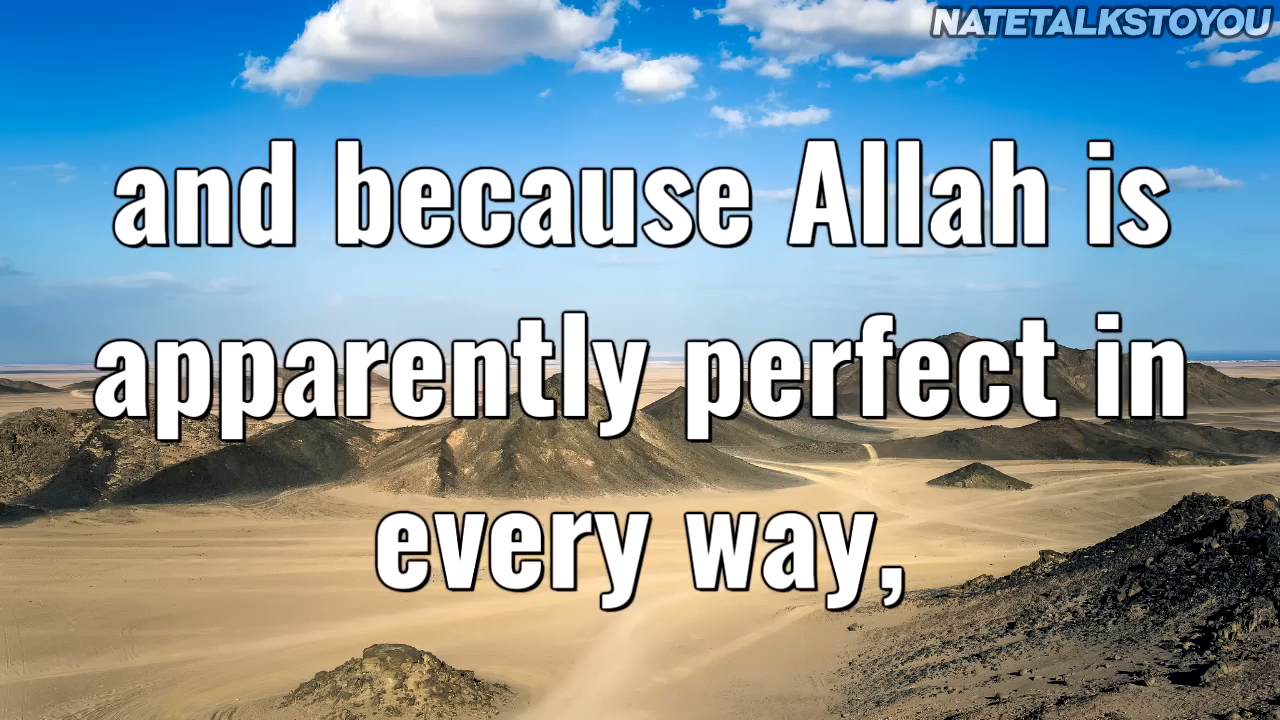 NATETALKSTOYOU
and because Allah is
apparently perfect in
every way,